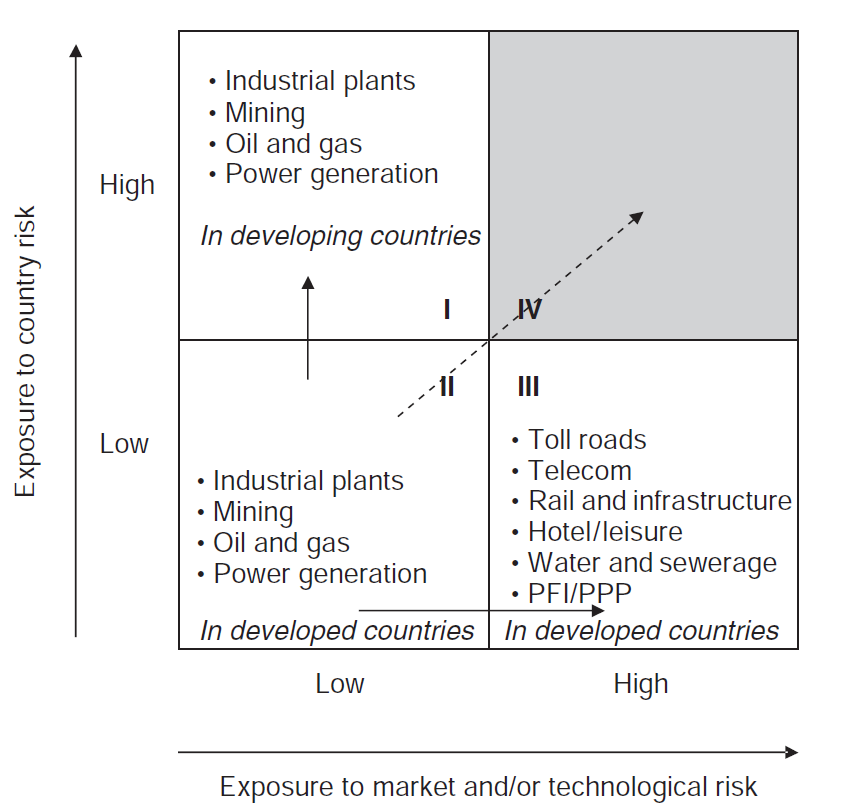 Exposure to country risk
High
• Industrial plants
• Mining
• Oil and gas
• Power generation
In developing countries
I
IV
Low
II
• Industrial plants
• Mining
• Oil and gas
• Power generation
In developed countries
III
• Toll roads
• Telecom
• Rail and infrastructure
• Hotel/leisure
• Water and sewerage
• PFI/PPP
In developed countries
Low
High
Exposure to market and/or technological risk